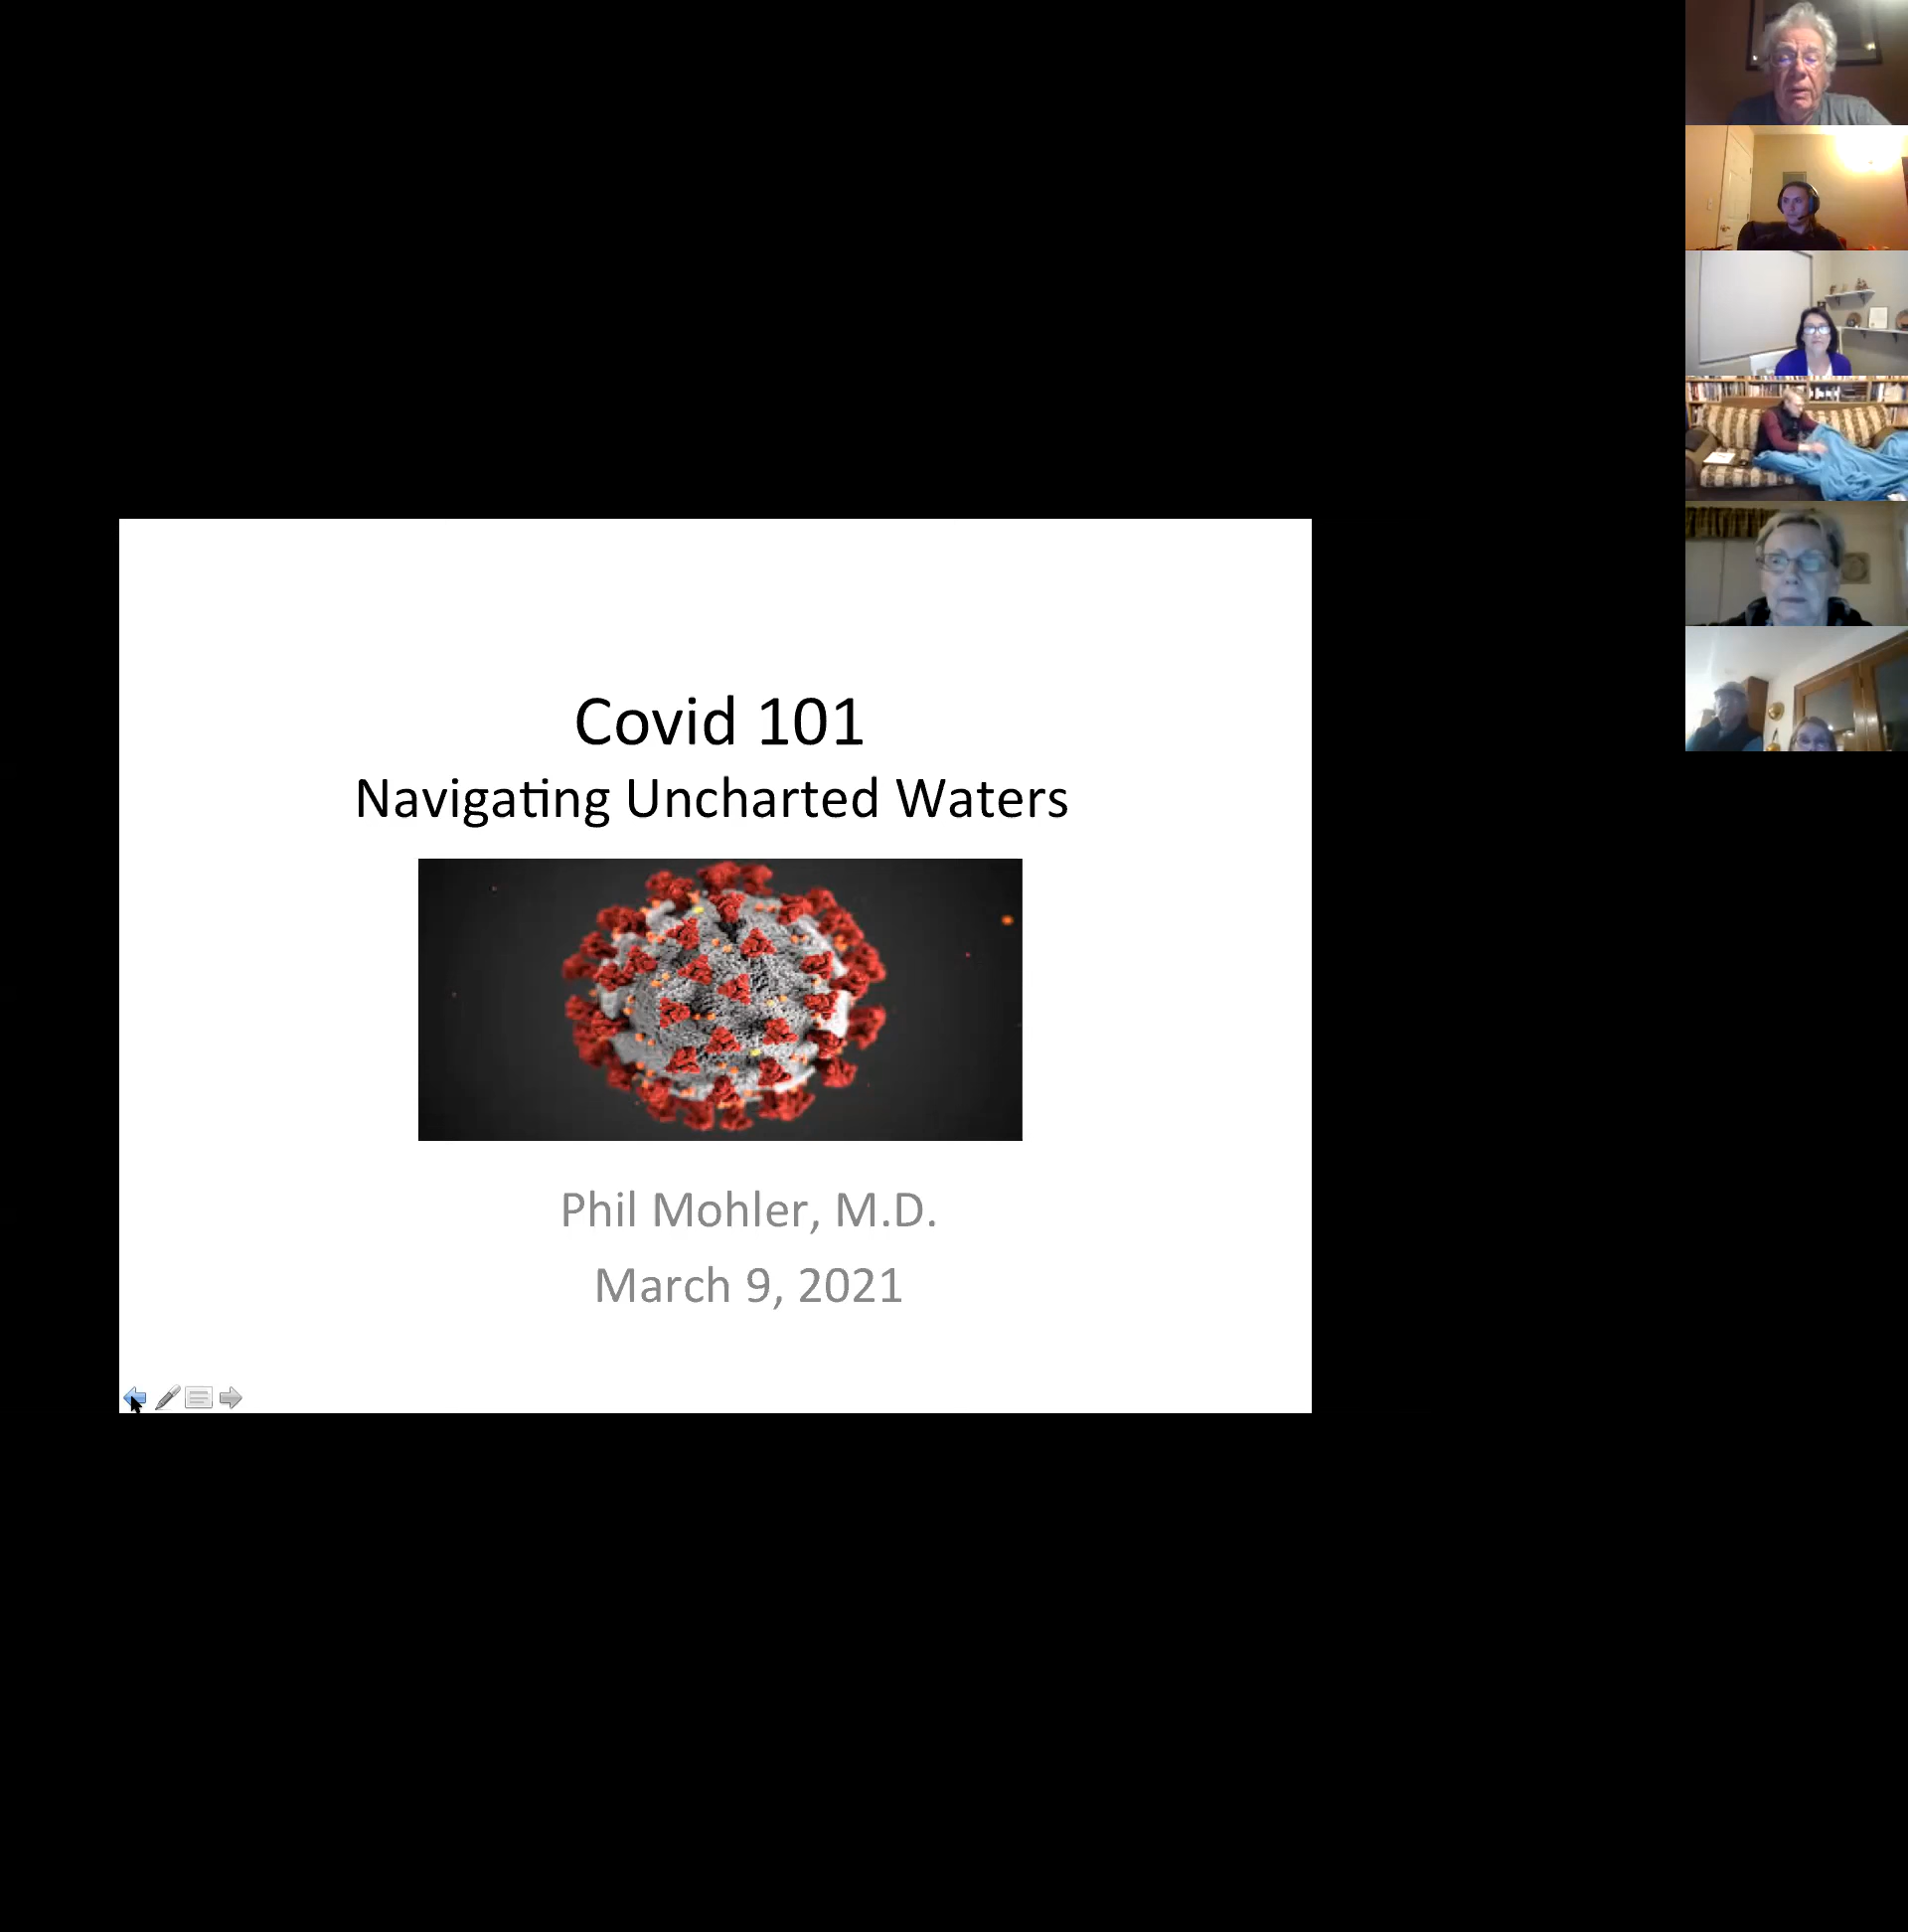 Covid 101
Navigating Uncharted Waters
Phil Mohler, M.D.
March 9, 2021